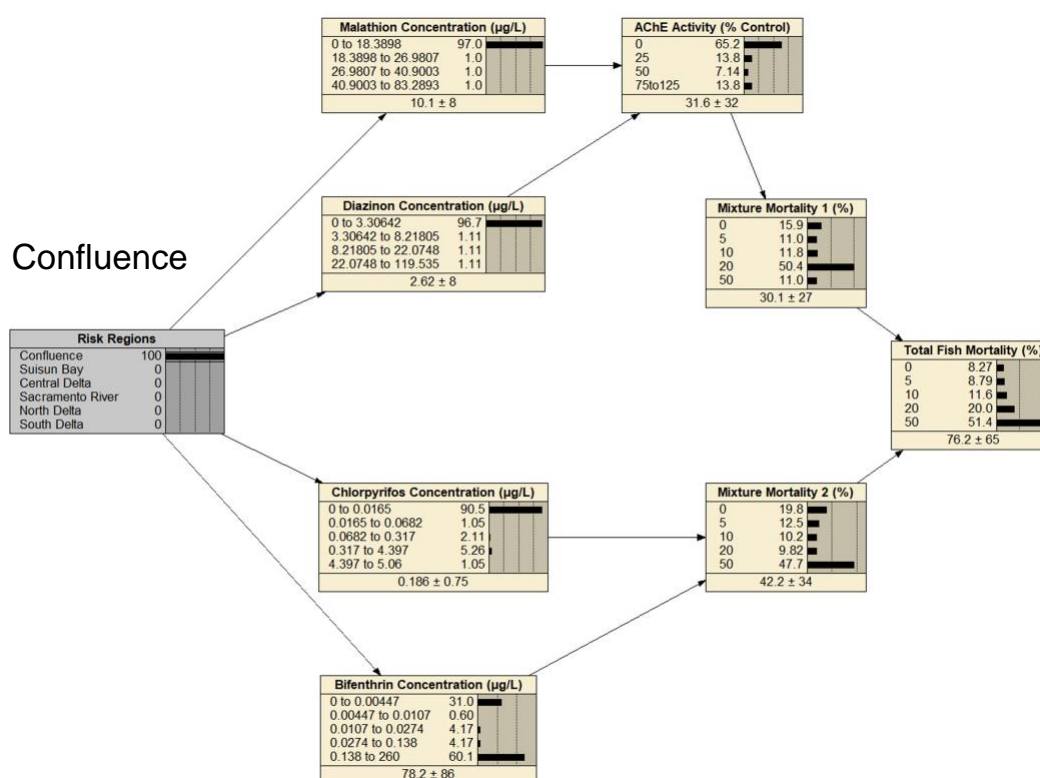 Malathion Concentration (µg/L)
0 to 18.3898 97.0
18.3898 to 26.9807 1.0
26.9807 to 40.9003 1.0
40.9003 to 83.2893 1.0
10.1 ± 8
AChE Activity (% Control)
0 65.2
25 13.8
50 7.14
75to125 13.8
31.6 ± 32
Diazinon Concentration (µg/L)
0 to 3.30642 96.7
3.30642 to 8.21805 1.11
8.21805 to 22.0748 1.11
22.0748 to 119.535 1.11
2.62 ± 8
Mixture Mortality 1 (%)
0 15.9
5 11.0
10 11.8
20 50.4
50 11.0
30.1 ± 27
Confluence
Risk Regions
Confluence 100
Suisun Bay 0
Central Delta 0
Sacramento River 0
North Delta 0
South Delta 0
Total Fish Mortality (%)
0 8.27
5 8.79
10 11.6
20 20.0
50 51.4
76.2 ± 65
Chlorpyrifos Concentration (µg/L)
0 to 0.0165 90.5
0.0165 to 0.0682 1.05
0.0682 to 0.317 2.11
0.317 to 4.397 5.26
4.397 to 5.06 1.05
0.186 ± 0.75
Mixture Mortality 2 (%)
0 19.8
5 12.5
10 10.2
20 9.82
50 47.7
42.2 ± 34
Bifenthrin Concentration (µg/L)
0 to 0.00447 31.0
0.00447 to 0.0107 0.60
0.0107 to 0.0274 4.17
0.0274 to 0.138 4.17
0.138 to 260 60.1
78.2 ± 86